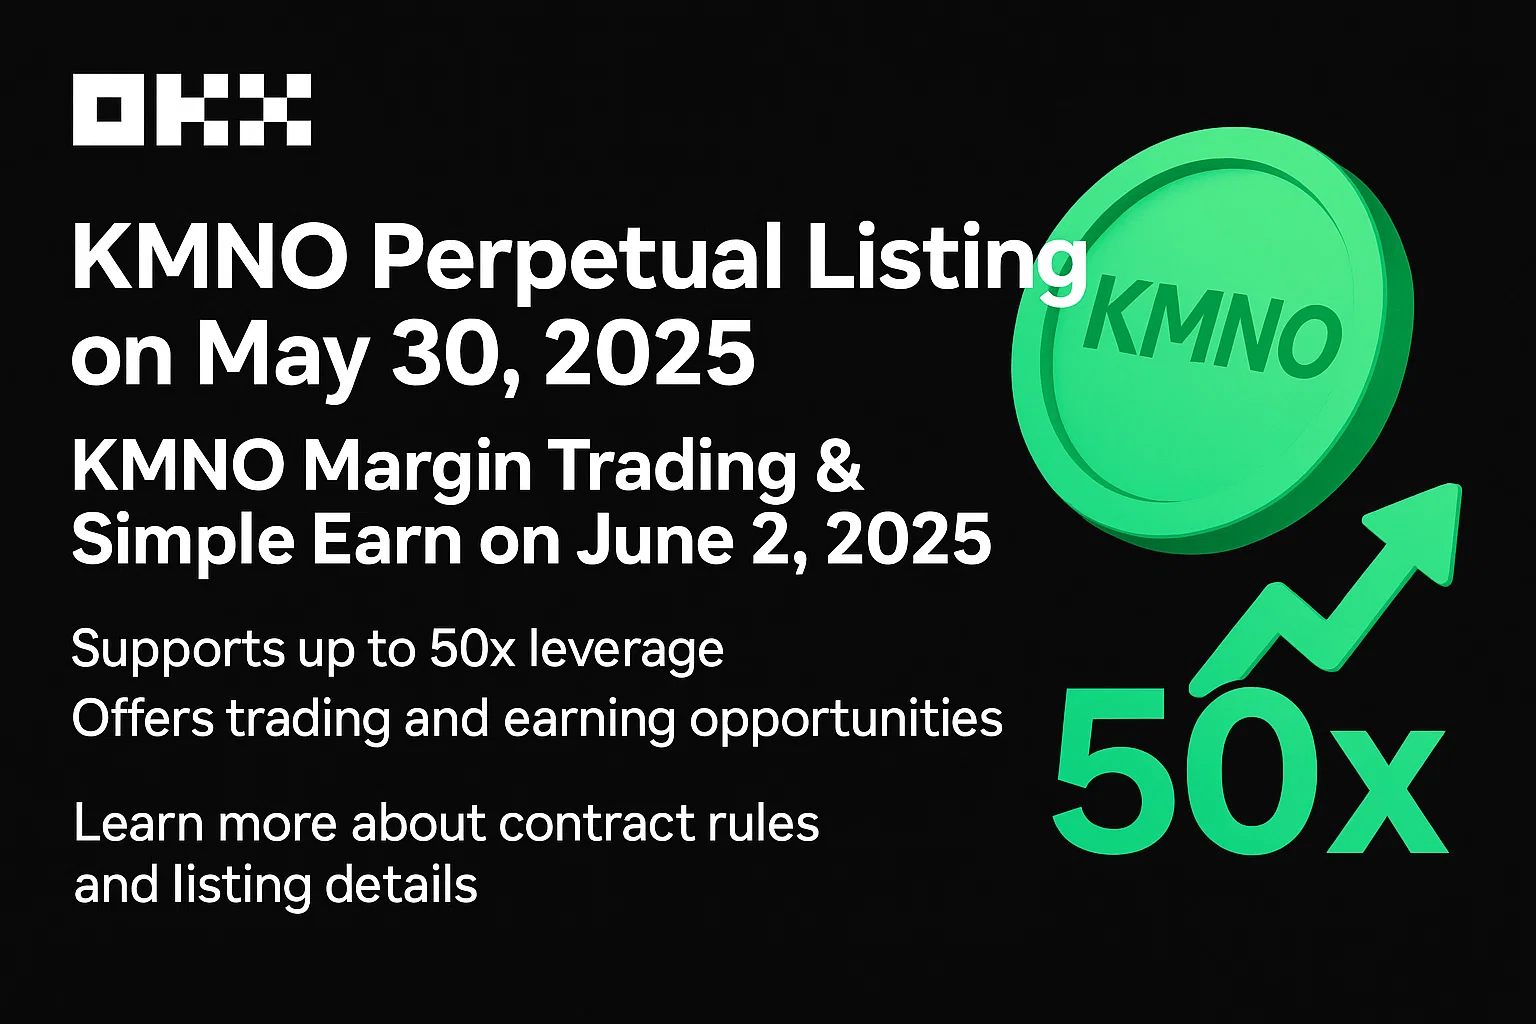 OKX
KMNO Perpetual Listing
on May 30, 2025
KMNO
KMNO Margin Trading &
Simple Earn on June 2, 2025
Supports up to 50x leverage
Offers trading and earning opportunities
50x
Learn more about contract rules
and listing details